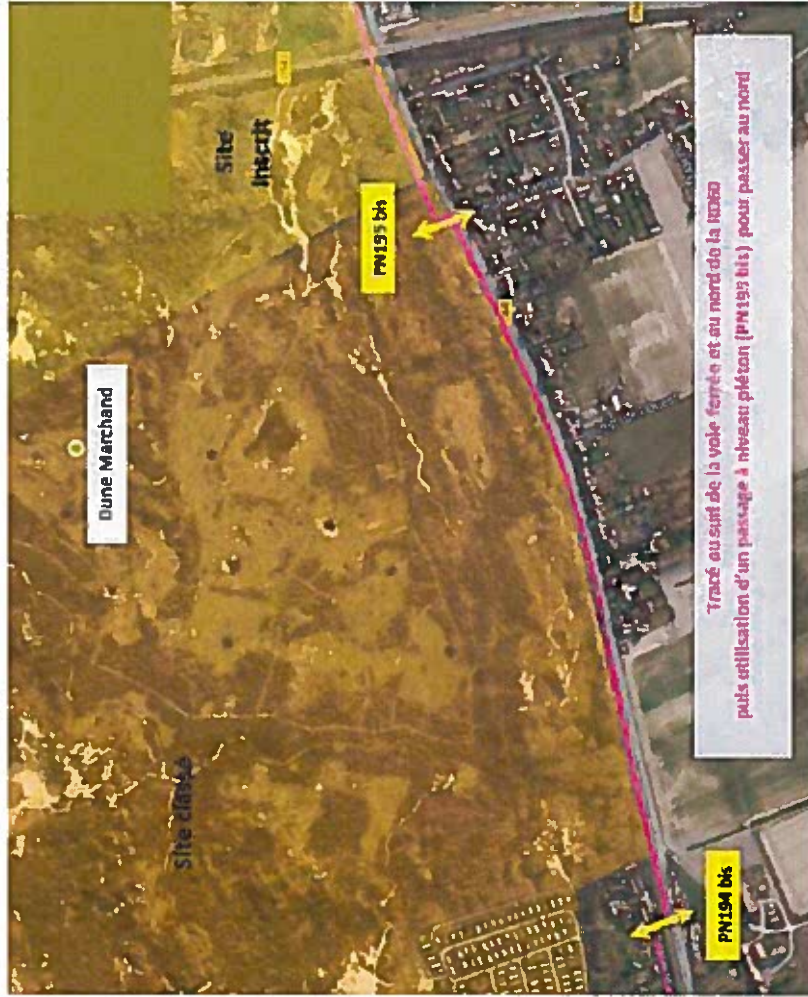 Site
Inscrit
PN195 bis
Dune Marchand
Site classé
PN194 bis
Tracé au sud de la voie ferrée et au nord de la
puis utilisation d'un passage à niveau piéton (PN193 bis) pour passer au nord